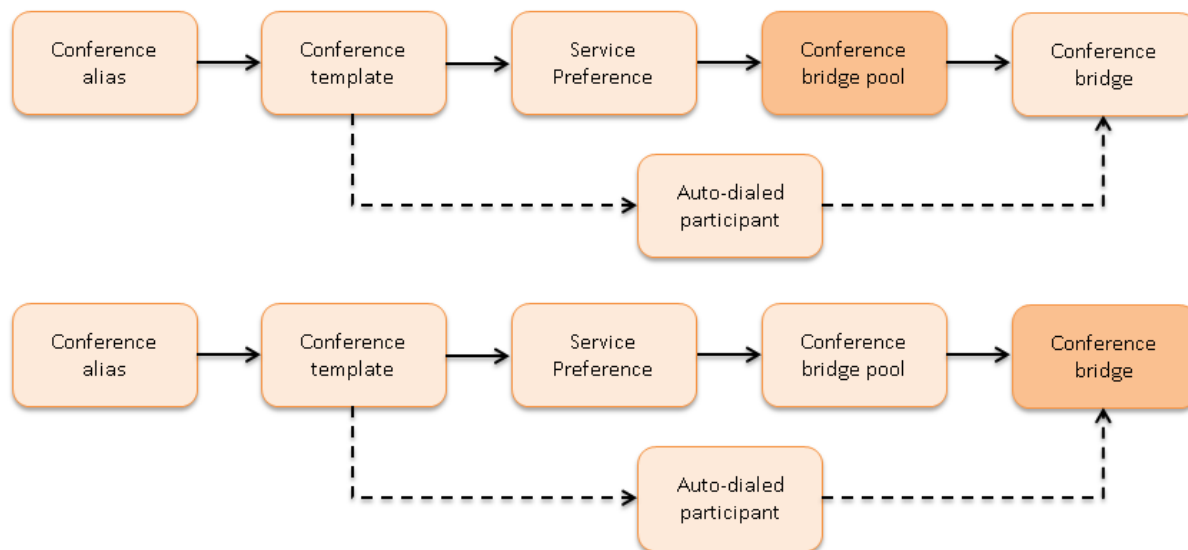 Conference
alias
Conference
template
Service
Preference
Conference
bridge pool
Conference
bridge
Auto-dialed
participant
Conference
alias
Conference
template
Service
Preference
Conference
bridge pool
Conference
bridge
Auto-dialed
participant